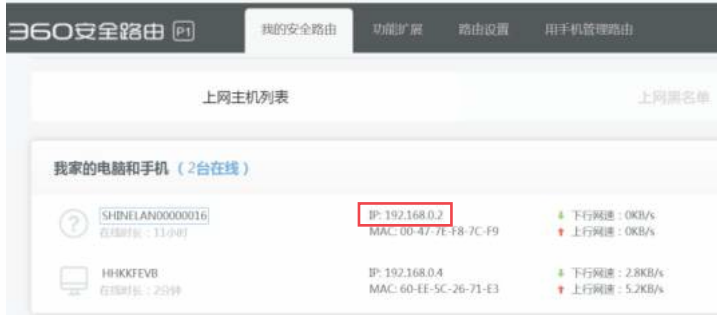 360安全路由 P1 我的安全路由 功能扩展 路由设置 用手机管理路由
上网主机列表 上网黑名单
我家的电脑和手机 (2台在线)
SHINELAN00000016 IP: 192.168.0.2 下行网速:0KB/s
在线时长:11小时 MAC: 00-47-7E-F8-7C-F9 上行网速:0KB/s
HHKKFEVB IP: 192.168.0.4 下行网速:2.8KB/s
在线时长:2分钟 MAC: 60-EE-5C-26-71-E3 上行网速:5.2KB/s